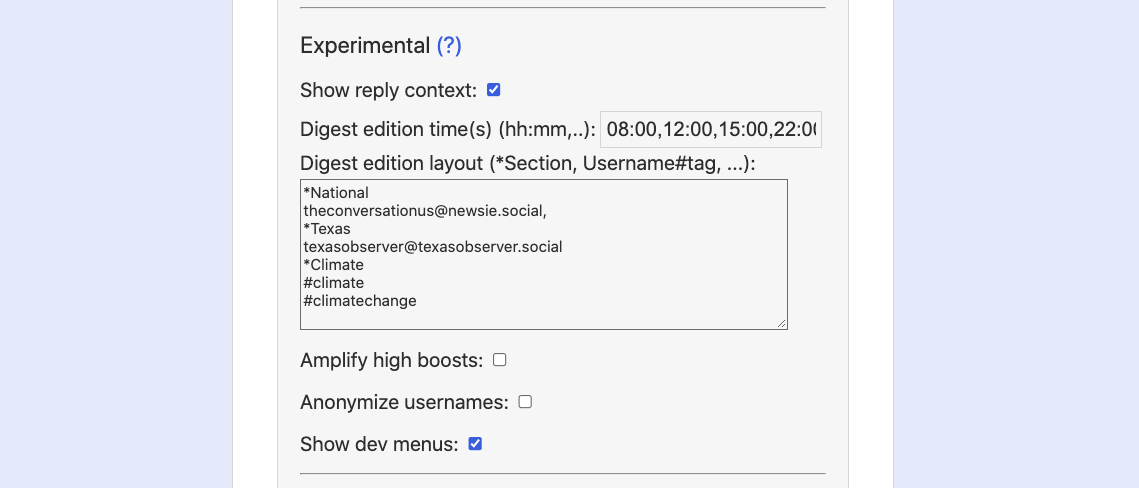 Experimental (?)
Show reply context:
Digest edition time(s) (hh:mm,..): 08:00,12:00,15:00,22:00
Digest edition layout (*Section, Username#tag, ...):
*National
theconversationus@newsie.social,
*Texas
texasobserver@texasobserver.social
*Climate
#climate
#climatechange
Amplify high boosts:
Anonymize usernames:
Show dev menus: